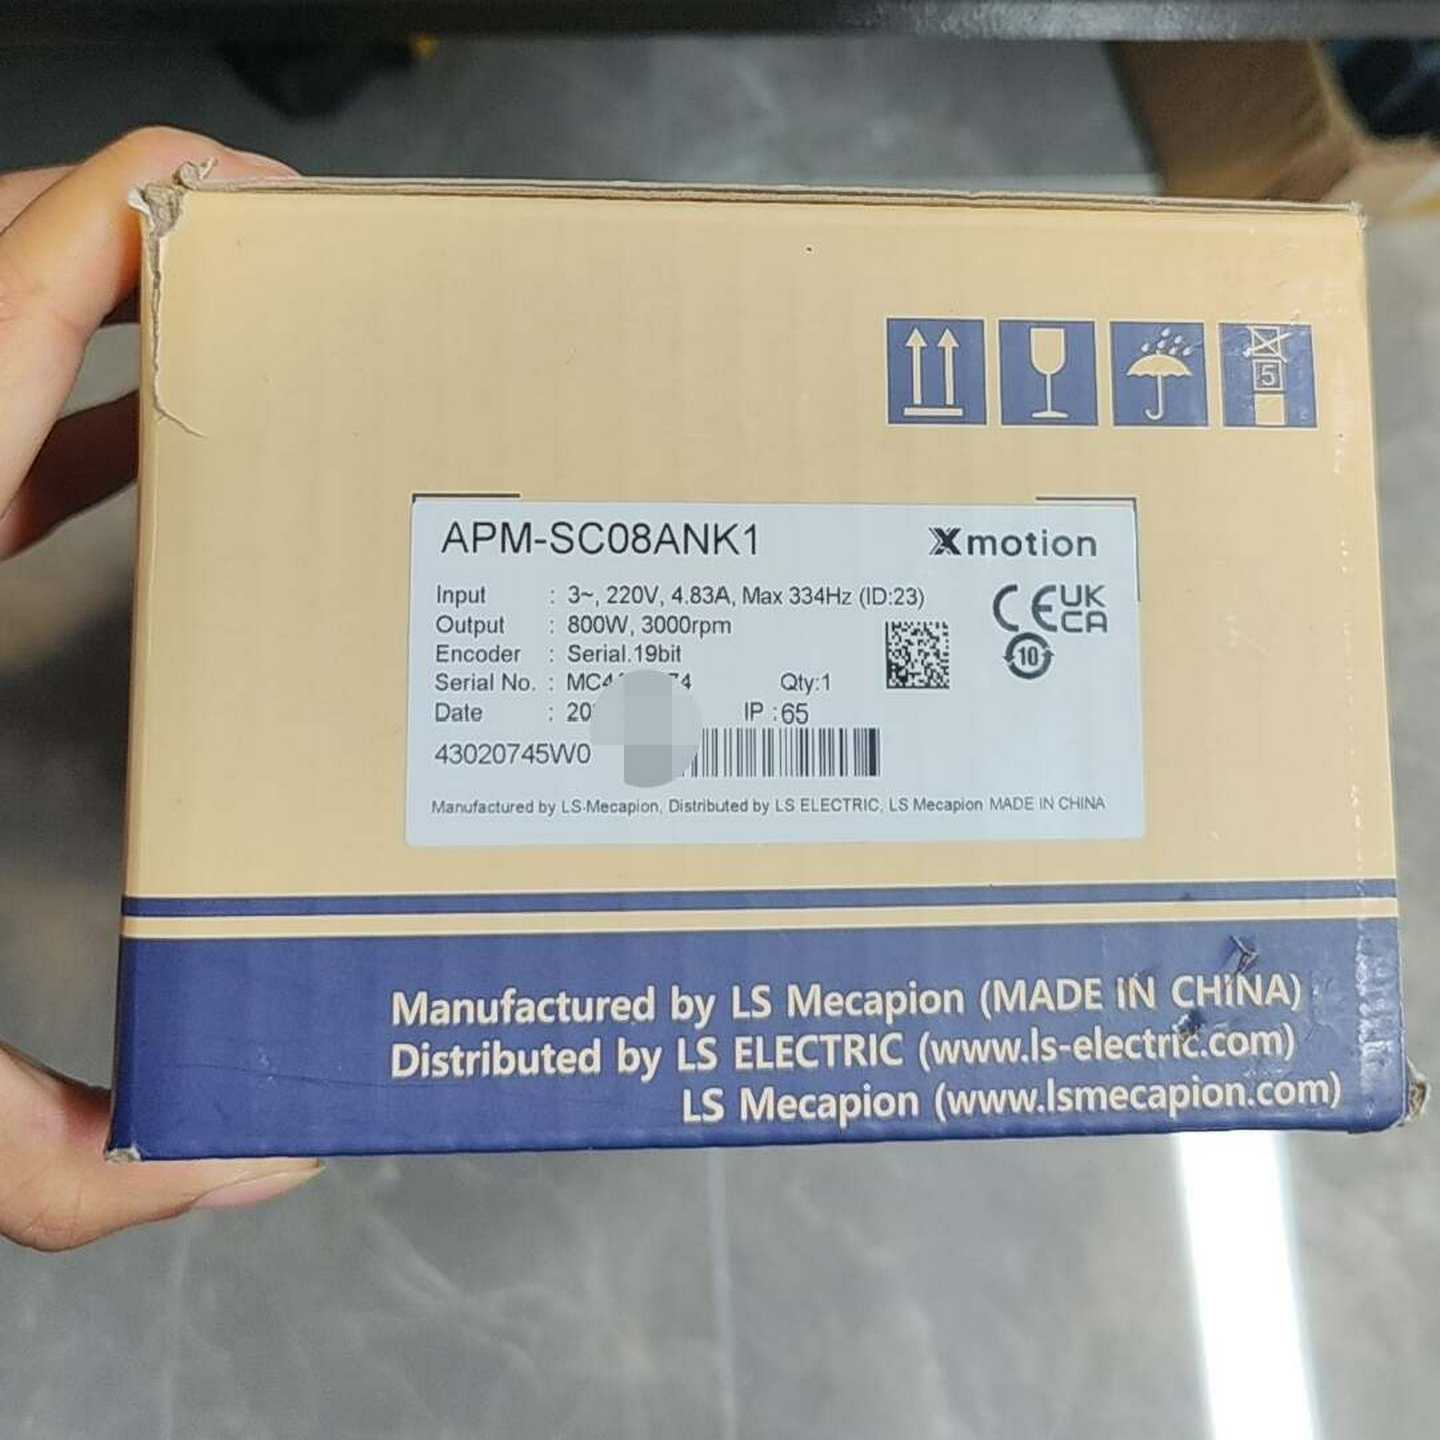 5
APM-SC08ANK1
Xmotion
Input : 3~, 220V, 4.83A, Max 334Hz (ID:23)
Output : 800W, 3000rpm
Encoder : Serial.19bit
Serial No. : Qty:1
Date : IP : 65
43020745W0
CE UK CA
10
Manufactured by LS-Mecapion, Distributed by LS ELECTRIC, LS Mecapion MADE IN CHINA
Manufactured by LS Mecapion (MADE IN CHINA)
Distributed by LS ELECTRIC (www.ls-electric.com)
LS Mecapion (www.lsmecapion.com)